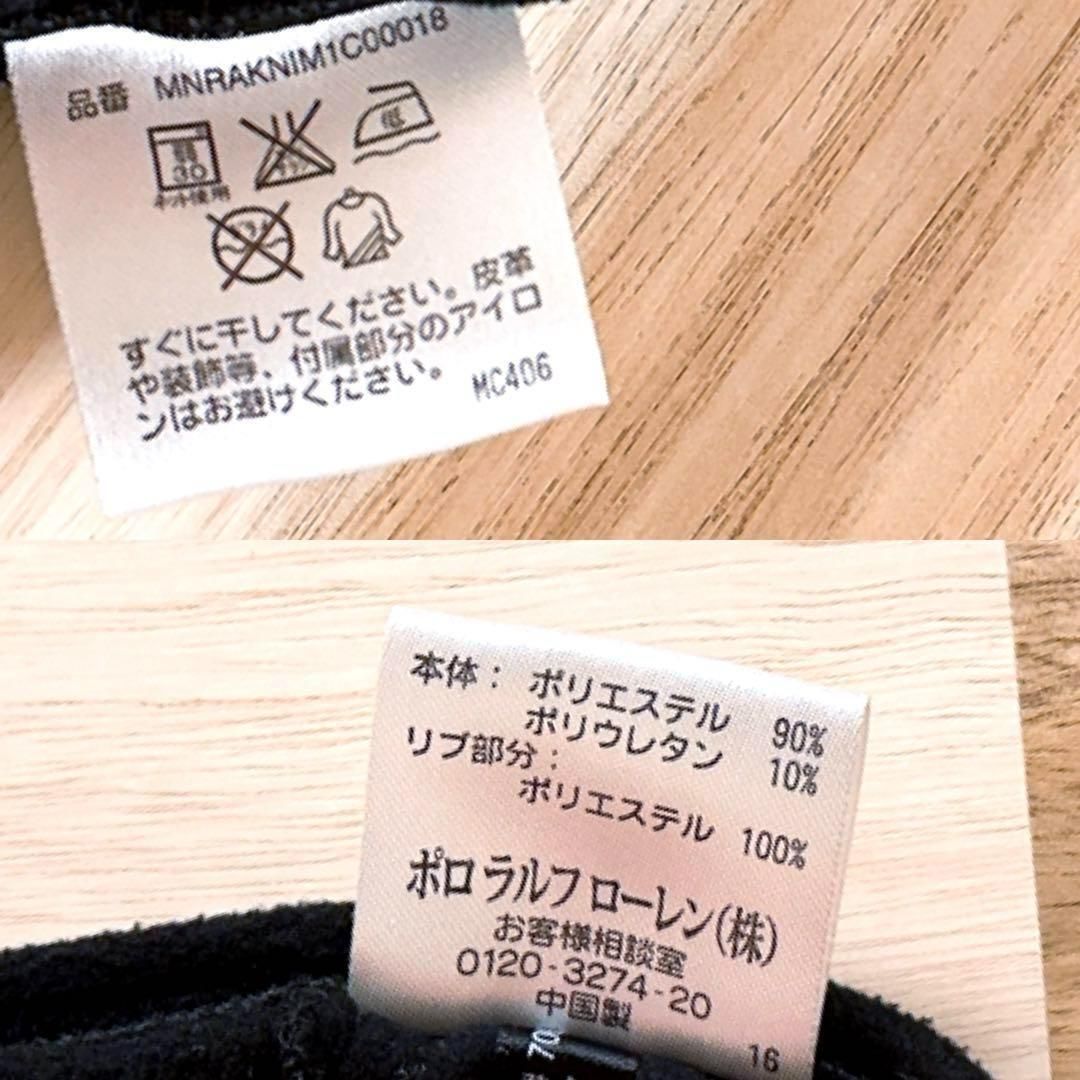 品番 MNRAKNIM1C00018
弱
30
ネット使用
低
すぐに干してください。皮革
や装飾等、付属部分のアイロ
ンはお避けください。
MC406
本体： ポリエステル 90%
ポリウレタン 10%
リブ部分：
ポリエステル 100%
ポロ ラルフ ローレン(株)
お客様相談室
0120-3274-20
中国製
16
70